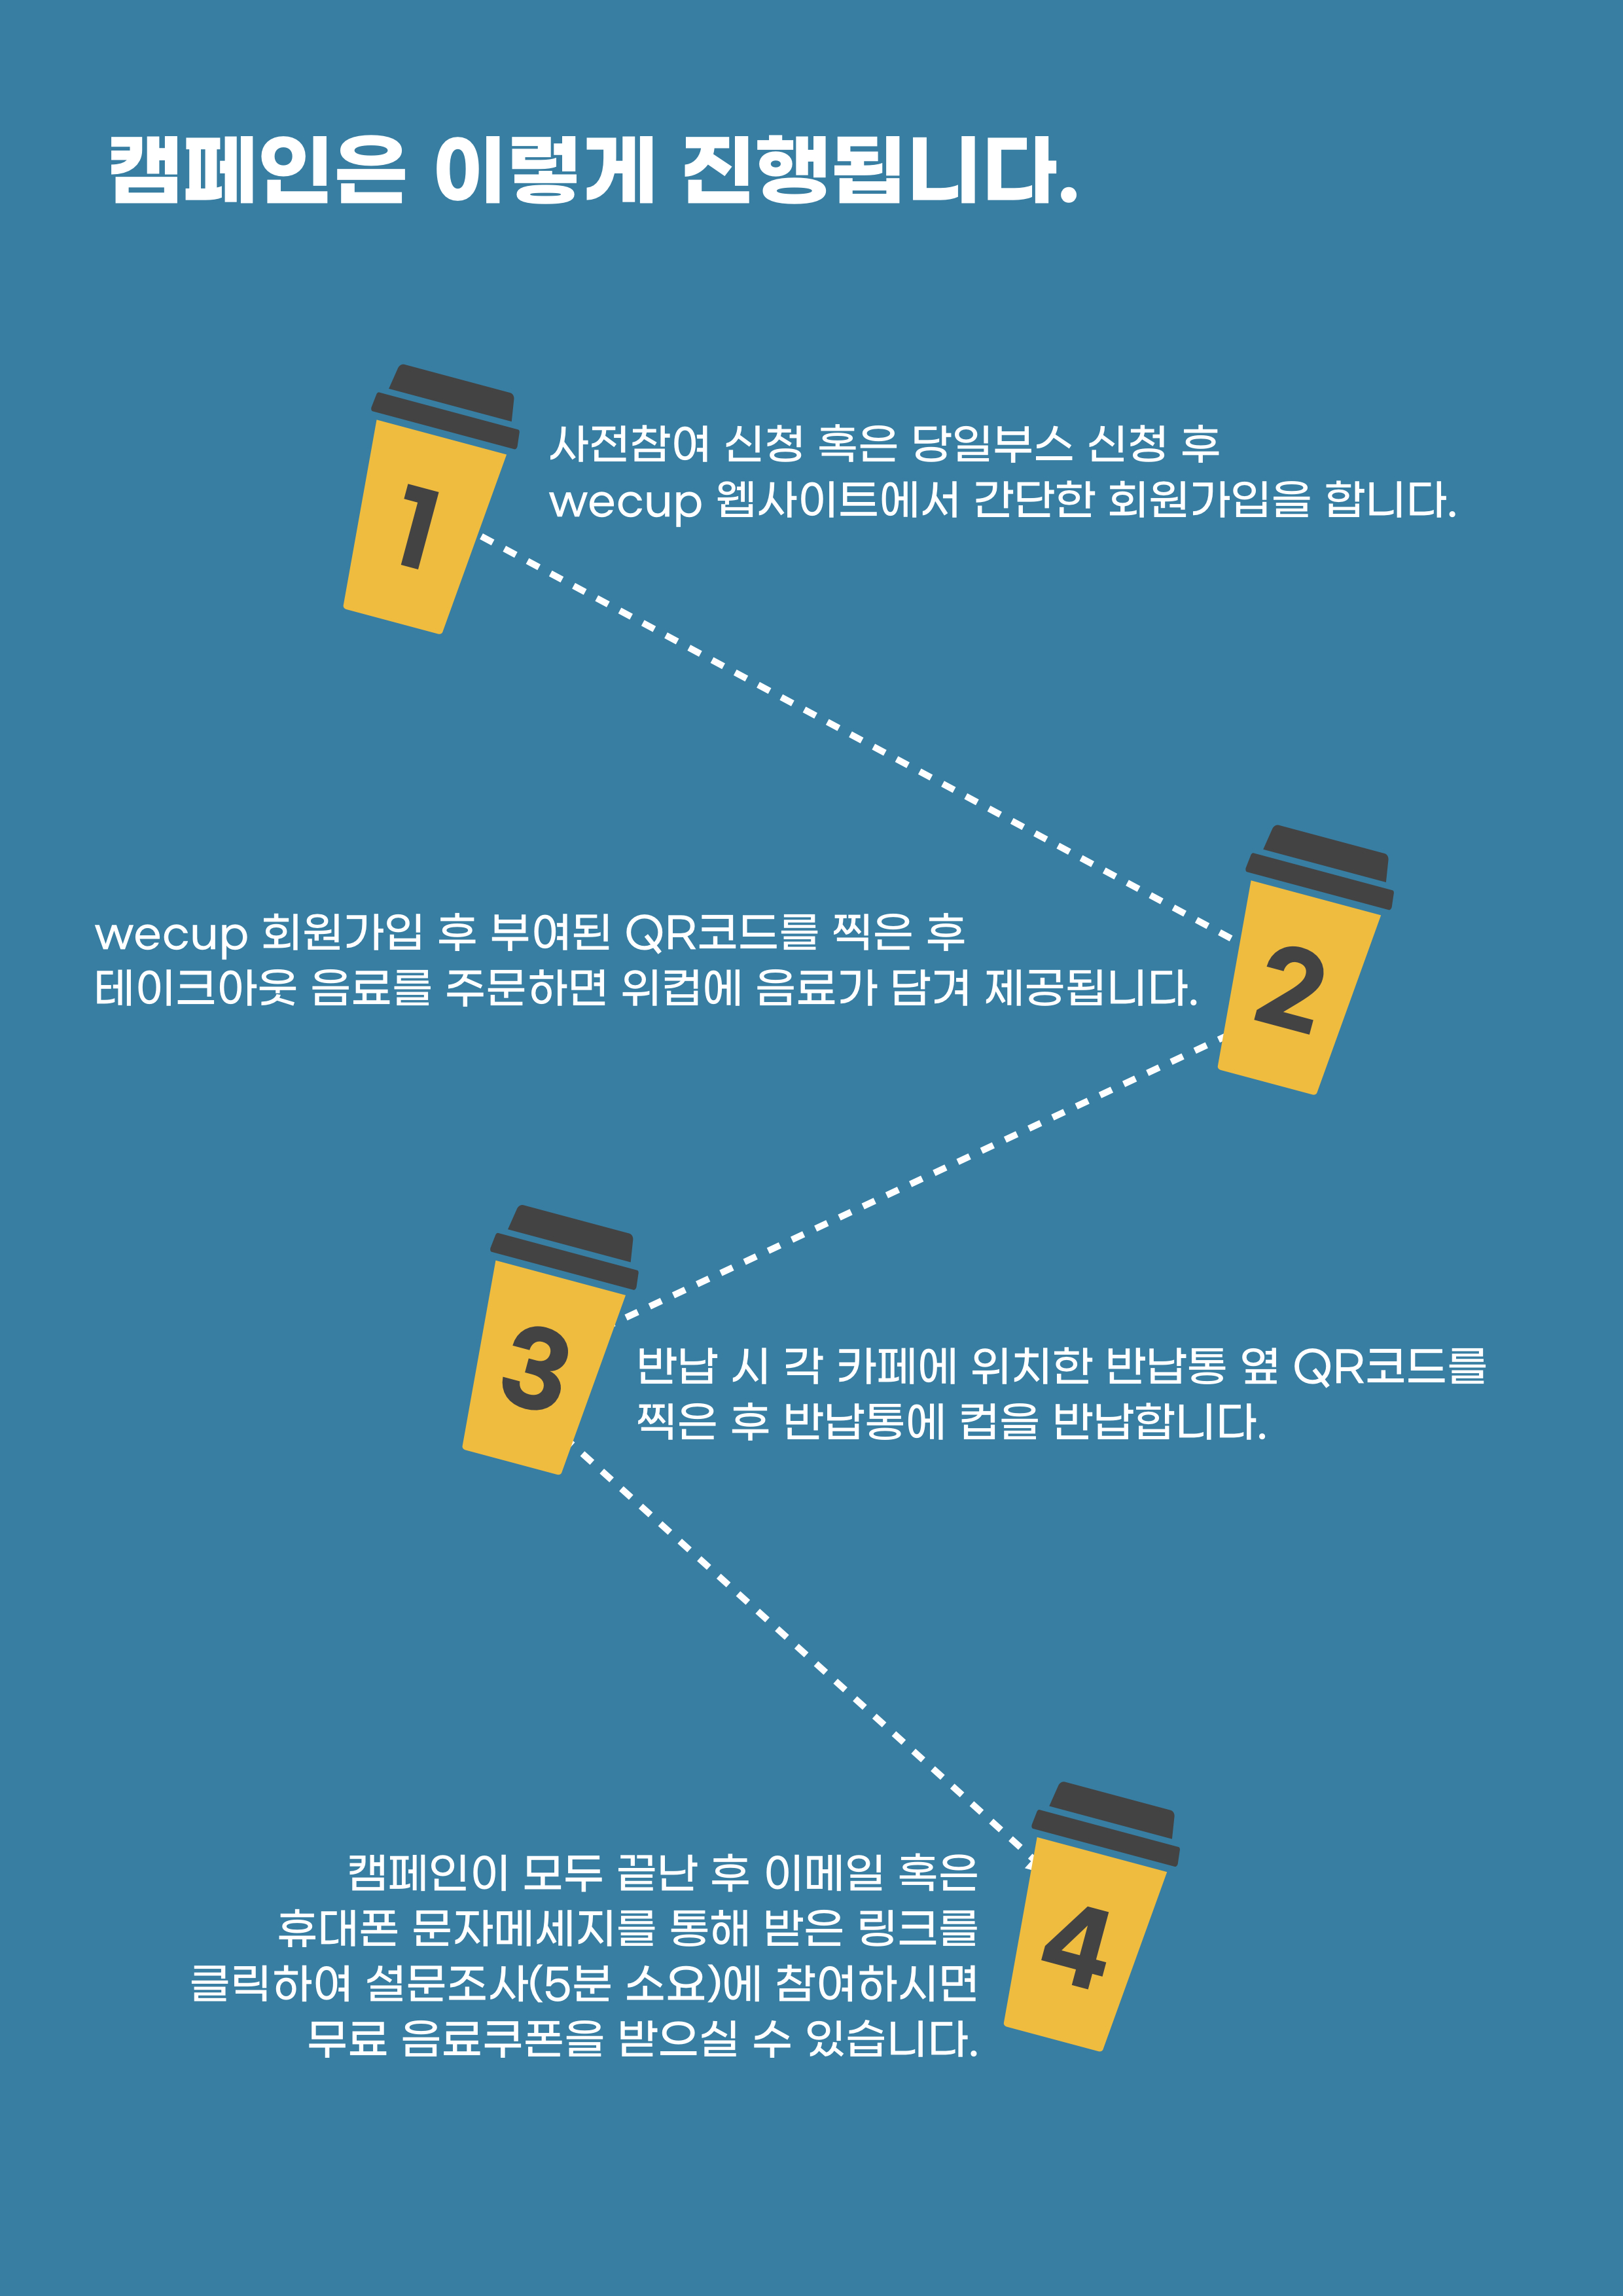 캠페인은 이렇게 진행됩니다.
1
사전참여 신청 혹은 당일부스 신청 후
wecup 웹사이트에서 간단한 회원가입을 합니다.
2
wecup 회원가입 후 부여된 QR코드를 찍은 후
테이크아웃 음료를 주문하면 위컵에 음료가 담겨 제공됩니다.
3
반납 시 각 카페에 위치한 반납통 옆 QR코드를
찍은 후 반납통에 컵을 반납합니다.
4
캠페인이 모두 끝난 후 이메일 혹은
휴대폰 문자메세지를 통해 받은 링크를
클릭하여 설문조사(5분 소요)에 참여하시면
무료 음료쿠폰을 받으실 수 있습니다.